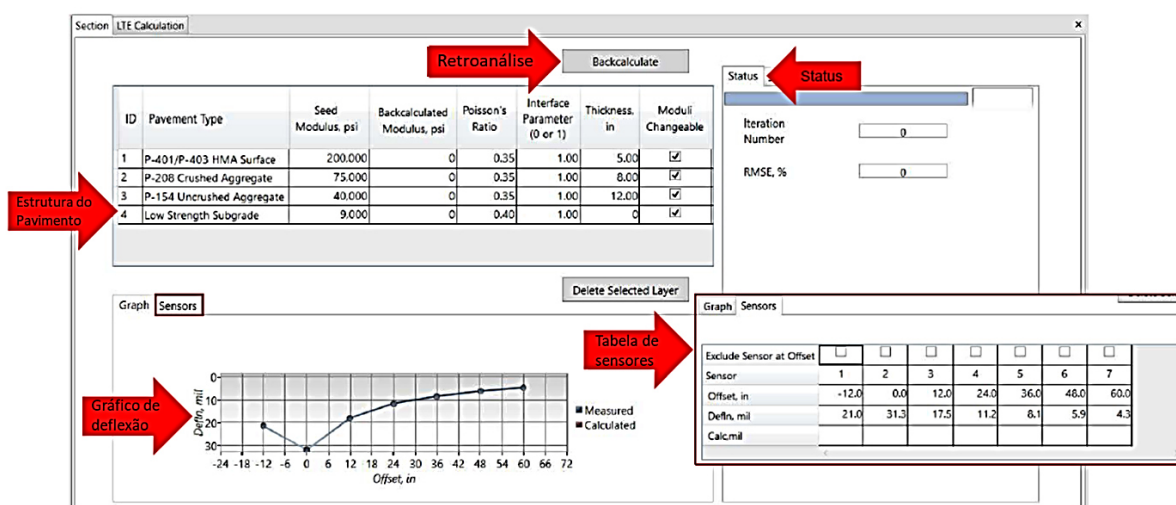 Section LTE Calculation x
Retroanálise
Backcalculate
Status
Status
ID Pavement Type Seed Modulus, psi Backcalculated Modulus, psi Poisson's Ratio Interface Parameter (0 or 1) Thickness, in Moduli Changeable
1 P-401/P-403 HMA Surface 200.000 0 0.35 1.00 5.00
2 P-208 Crushed Aggregate 75.000 0 0.35 1.00 8.00
3 P-154 Uncrushed Aggregate 40,000 0 0.35 1.00 12.00
4 Low Strength Subgrade 9.000 0 0.40 1.00 0
Iteration Number 0
RMSE, % 0
Estrutura do
Pavimento
Delete Selected Layer
Graph Sensors
Gráfico de
deflexão
Defln, mil
0
10
20
30
-24 -18 -12 -6 0 6 12 18 24 30 36 42 48 54 60 66 72
Offset, in
Measured
Calculated
Tabela de
sensores
Graph Sensors
Exclude Sensor at Offset
Sensor 1 2 3 4 5 6 7
Offset, in -12.0 0.0 12.0 24.0 36.0 48.0 60.0
Defln, mil 21.0 31.3 17.5 11.2 8.1 5.9 4.3
Calc,mil